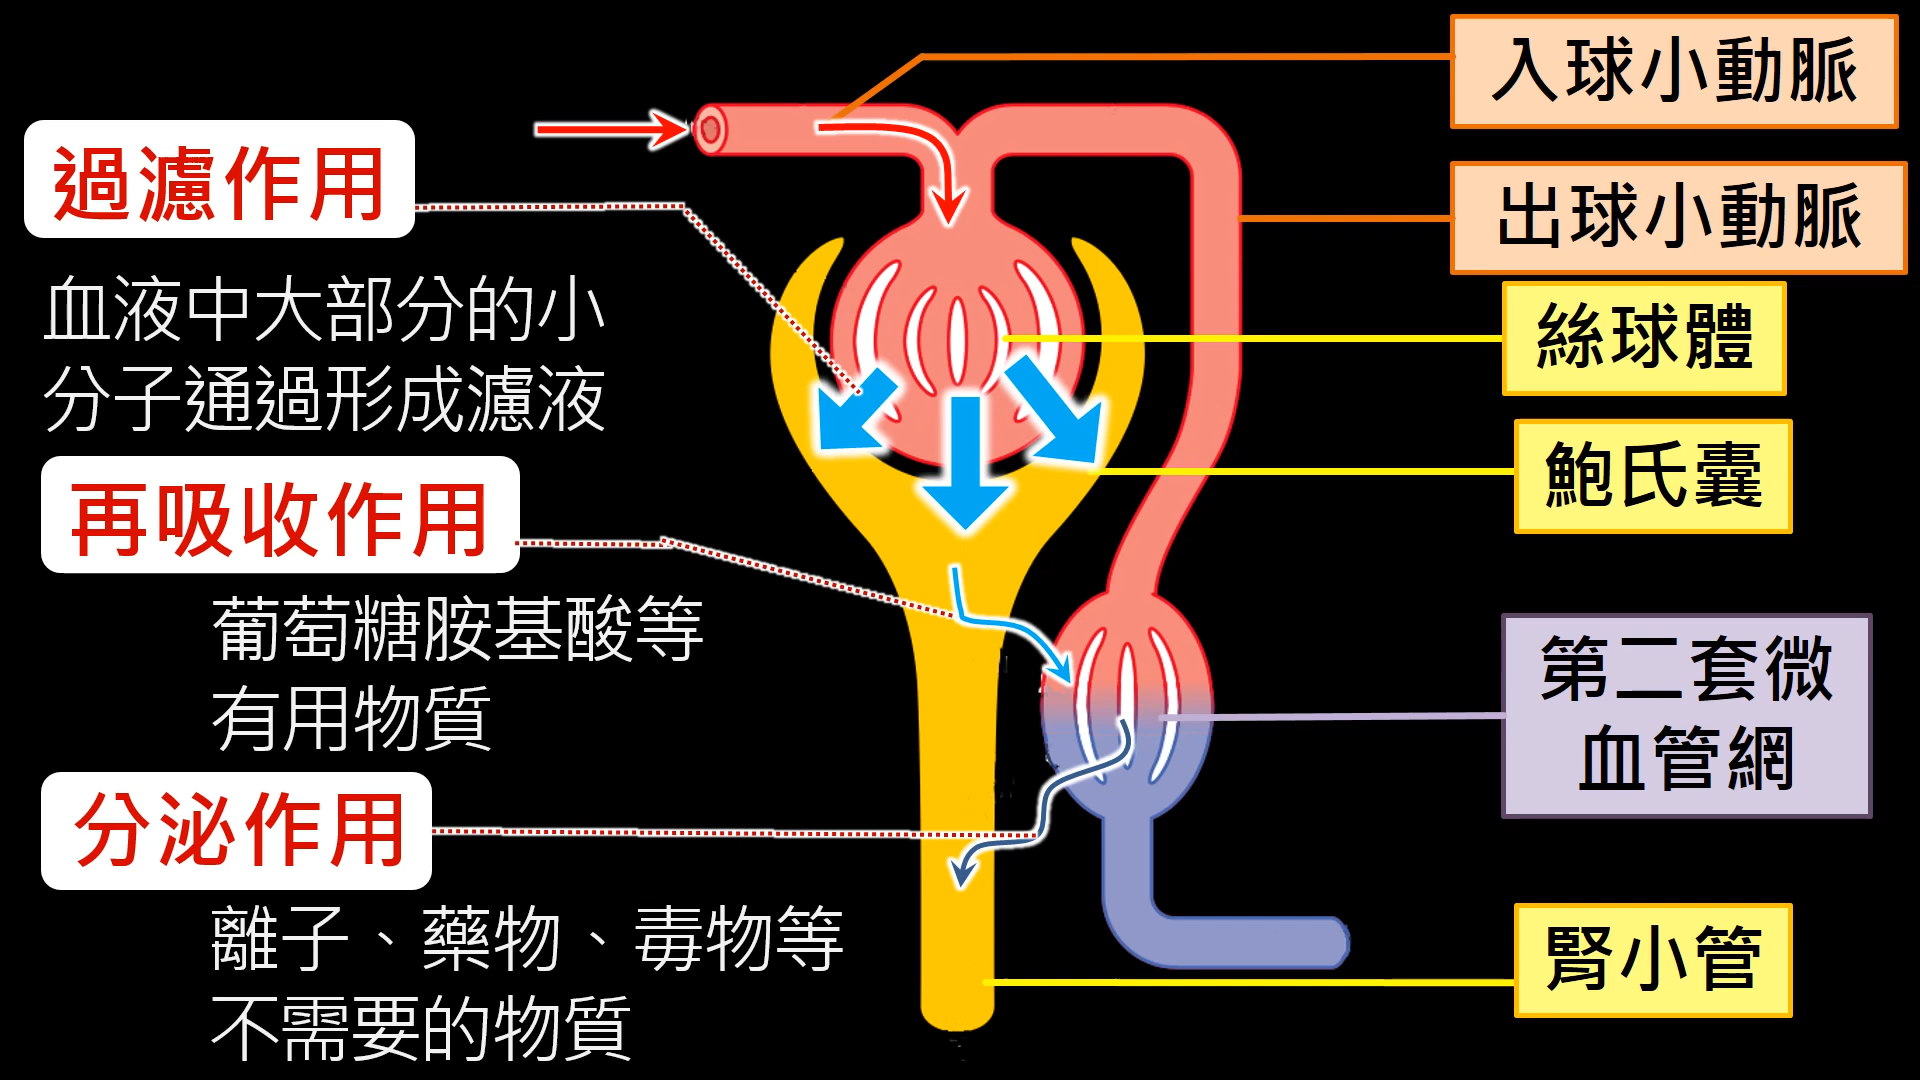 過濾作用
血液中大部分的小
分子通過形成濾液
再吸收作用
葡萄糖胺基酸等
有用物質
分泌作用
離子、藥物、毒物等
不需要的物質
入球小動脈
出球小動脈
絲球體
鮑氏囊
第二套微
血管網
腎小管